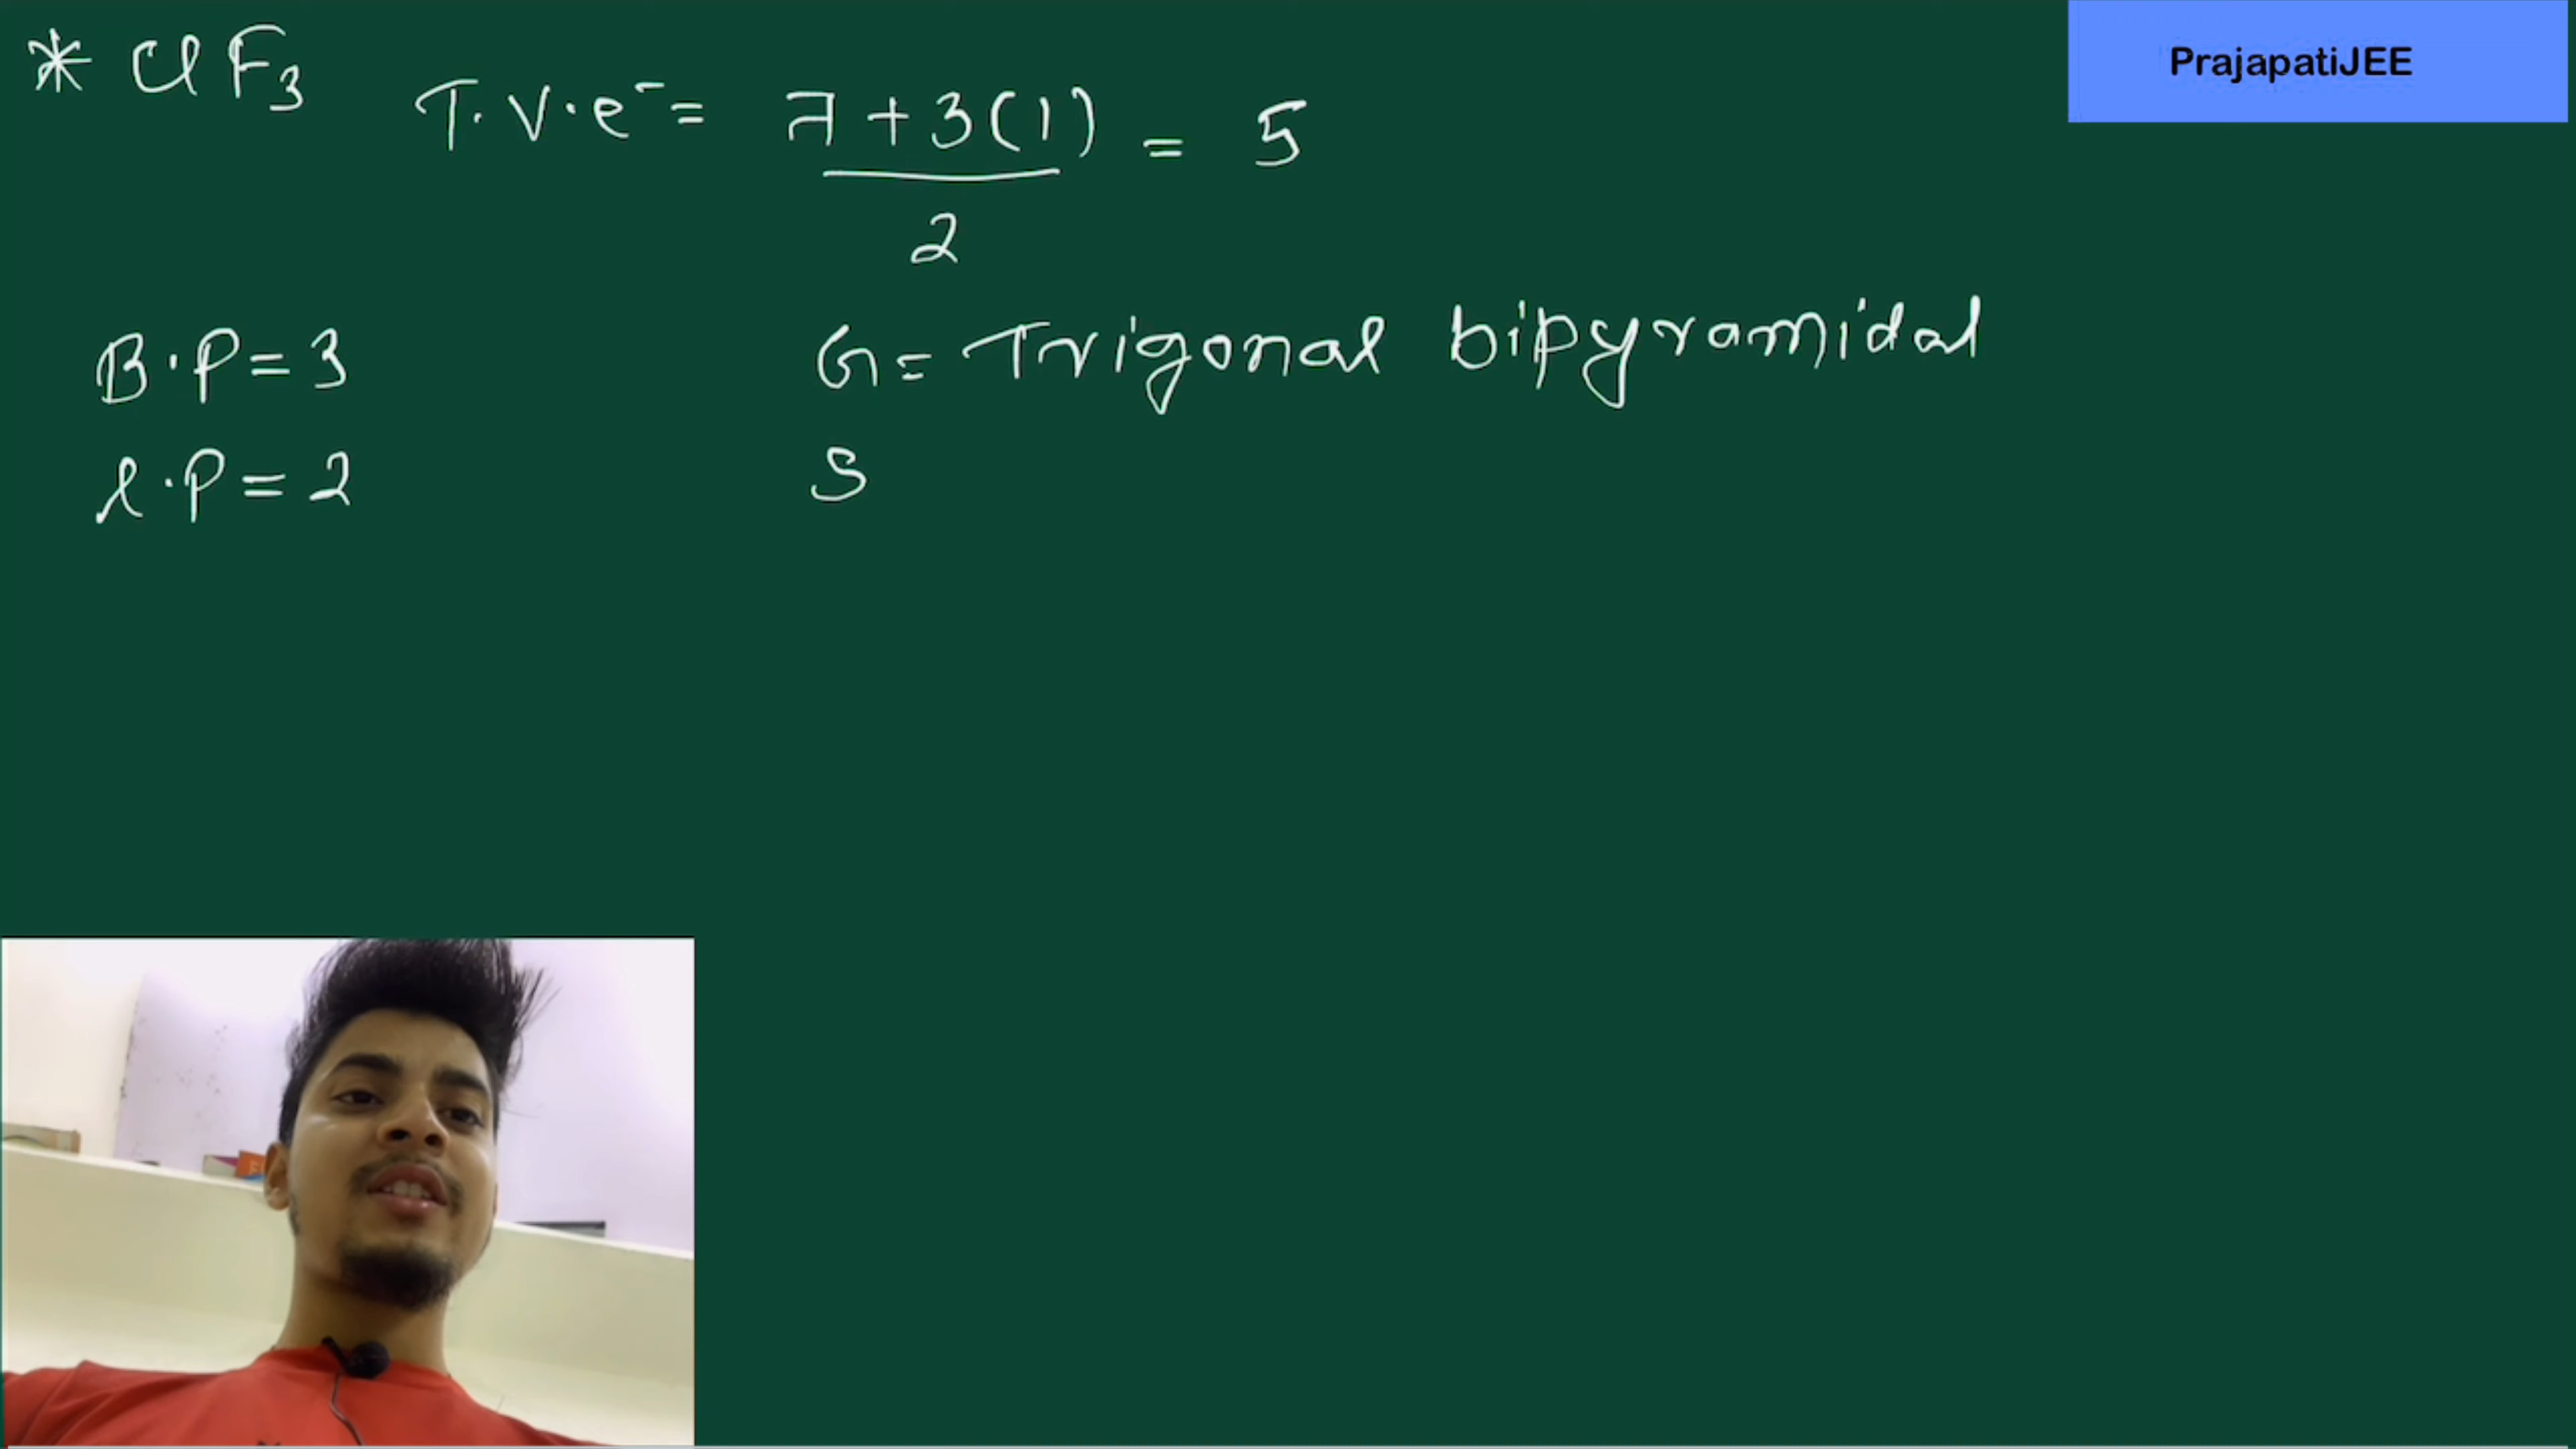 * ClF₃
PrajapatiJEE
T.V.e⁻ = 7 + 3(1) = 5
2
B.P = 3
G = Trigonal bipyramidal
l.P = 2
S